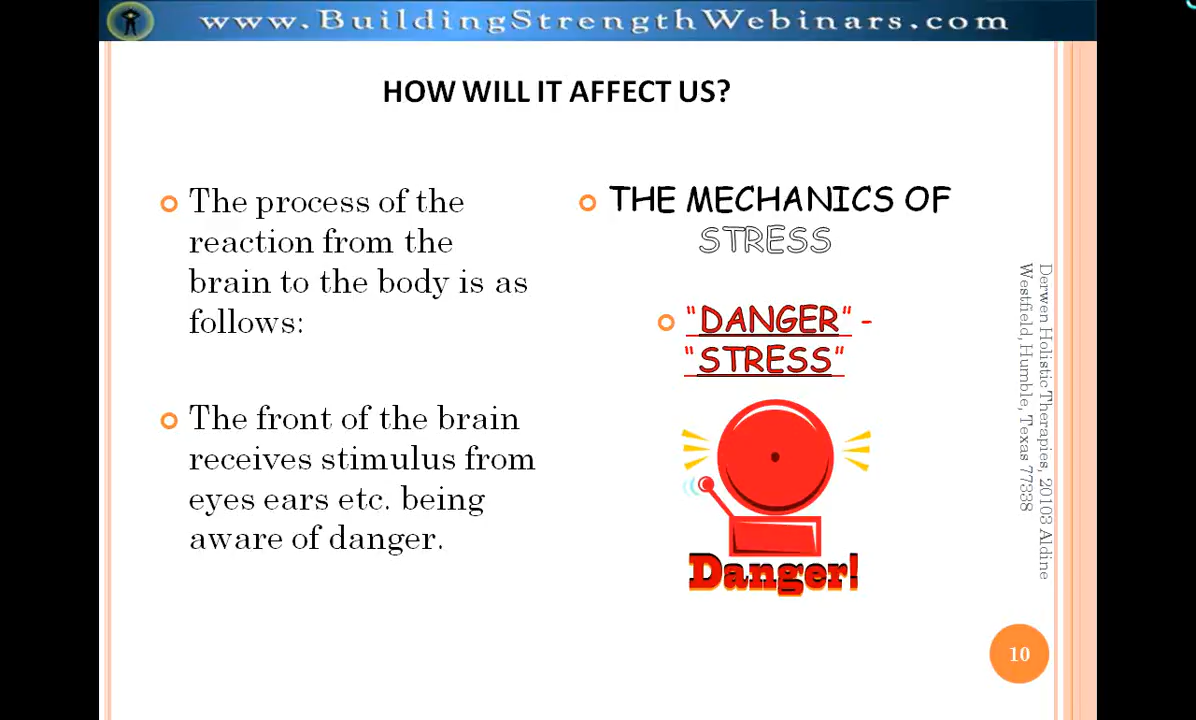 www.BuildingStrengthWebinars.com
HOW WILL IT AFFECT US?
The process of the
reaction from the
brain to the body is as
follows:
The front of the brain
receives stimulus from
eyes ears etc. being
aware of danger.
THE MECHANICS OF
STRESS
"DANGER" -
"STRESS"
Danger!
Derwen Holistic Therapies, 20103 Aldine
Westfield, Humble, Texas 77338
10